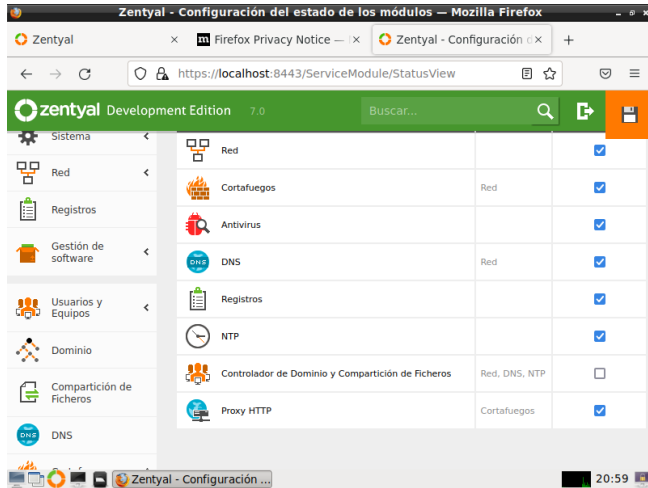 Zentyal - Configuración del estado de los módulos — Mozilla Firefox
Zentyal
Firefox Privacy Notice —
Zentyal - Configuración d
https://localhost:8443/ServiceModule/StatusView
zentyal Development Edition 7.0
Buscar...
Sistema
Red
Registros
Gestión de
software
Usuarios y
Equipos
Dominio
Compartición de
Ficheros
DNS
Red
Cortafuegos Red
Antivirus
DNS Red
Registros
NTP
Controlador de Dominio y Compartición de Ficheros Red, DNS, NTP
Proxy HTTP Cortafuegos
Zentyal - Configuración ...
20:59